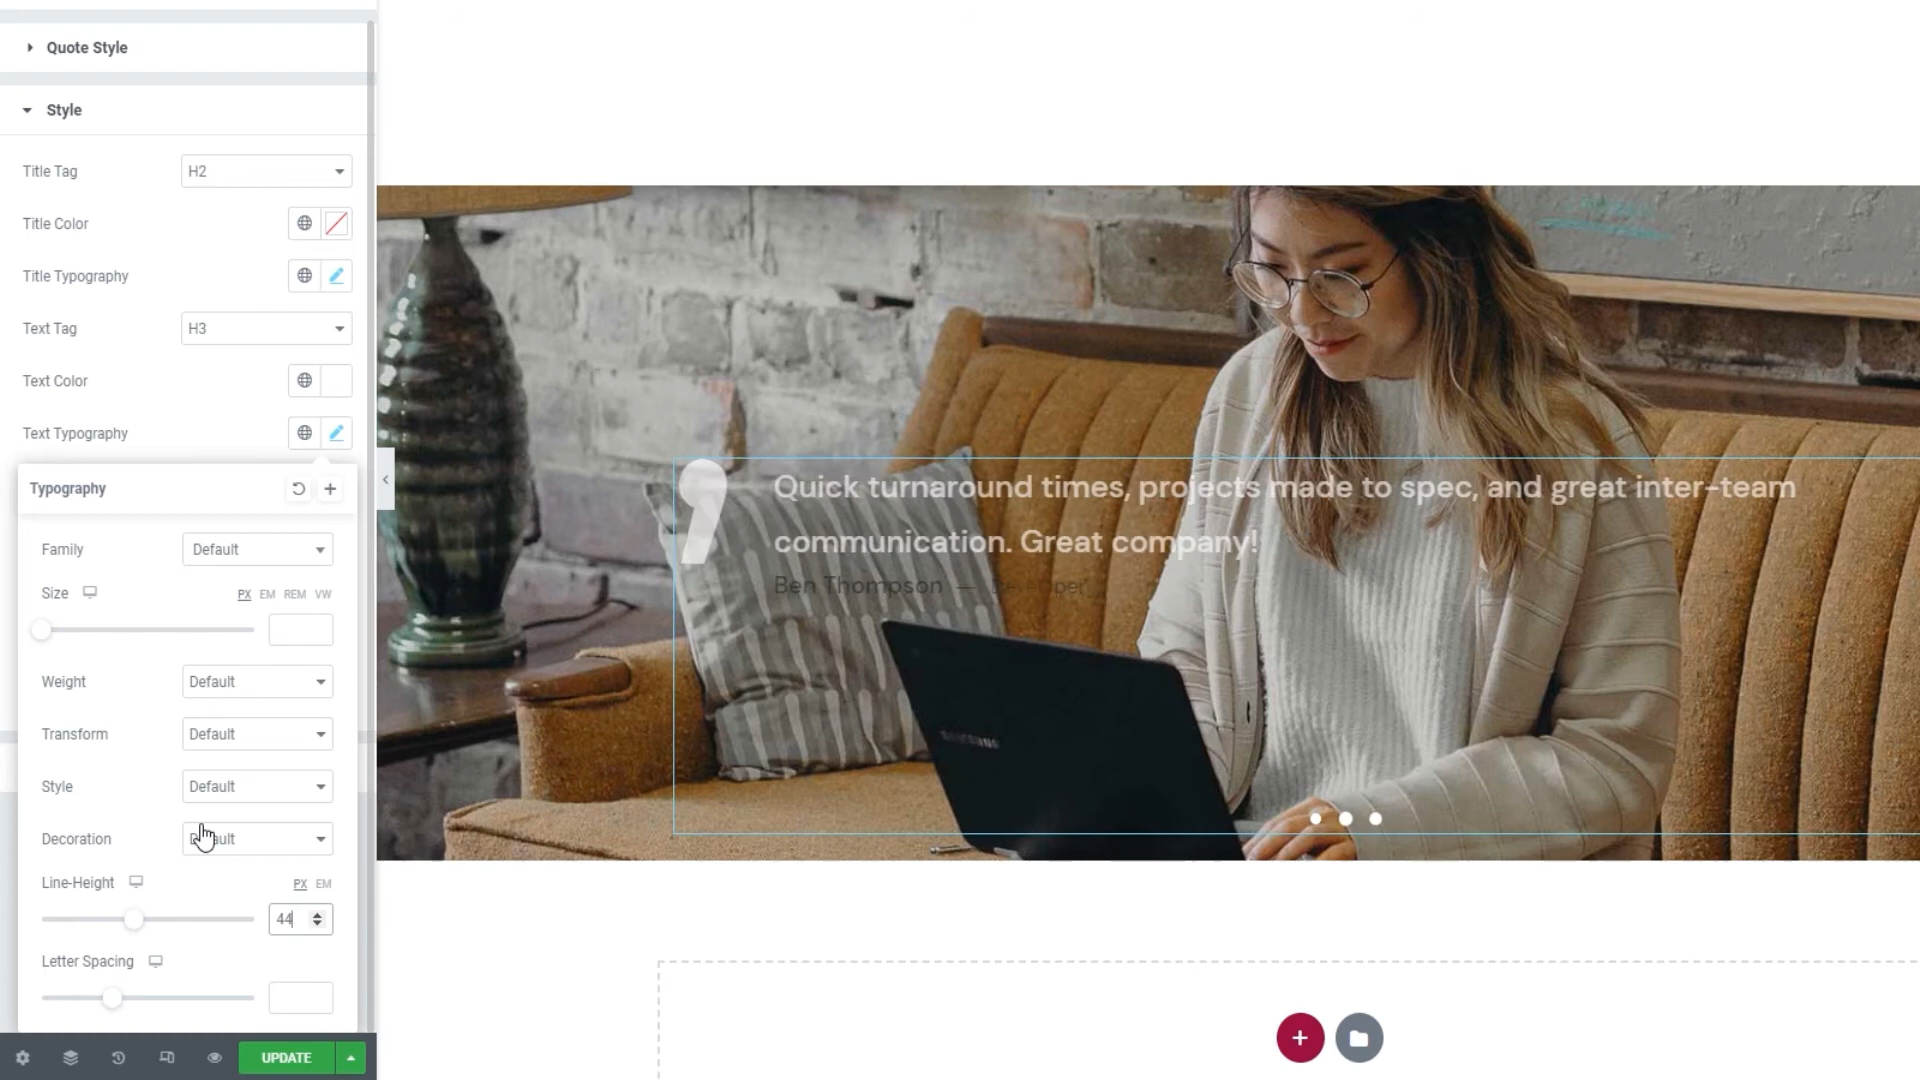 Quote Style
Style
Title Tag H2
Title Color
Title Typography
Text Tag H3
Text Color
Text Typography
Typography
Family Default
Size PX EM REM VW
Weight Default
Transform Default
Style Default
Decoration
Line-Height PX EM
44
Letter Spacing
UPDATE
Quick turnaround times, projects made to spec, and great inter-team
communication. Great company!
Ben Thompson —
SAMSUNG